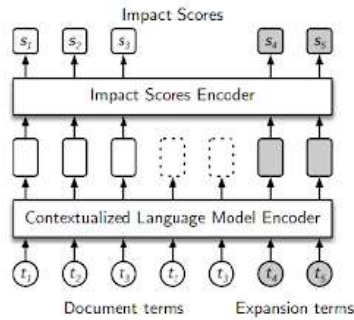 Impact Scores
s1 s2 s3 s4 s5
Impact Scores Encoder
Contextualized Language Model Encoder
t1 t2 t3 t1 t3 t4 t5
Document terms Expansion terms